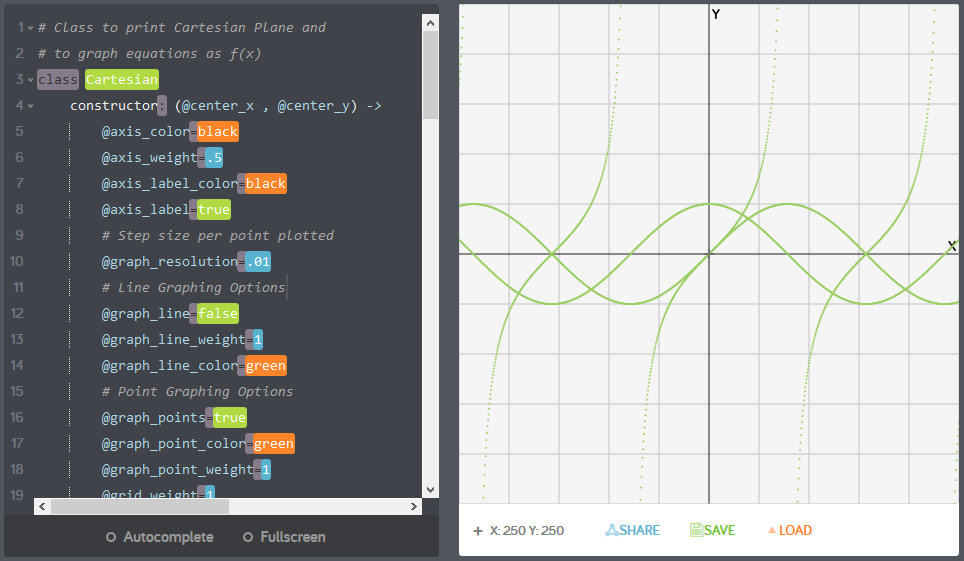 1 # Class to print Cartesian Plane and
2 # to graph equations as ƒ(x)
3 class Cartesian
4 constructor: (@center_x , @center_y) ->
5 @axis_color=black
6 @axis_weight=.5
7 @axis_label_color=black
8 @axis_label=true
9 # Step size per point plotted
10 @graph_resolution=.01
11 # Line Graphing Options
12 @graph_line=false
13 @graph_line_weight=1
14 @graph_line_color=green
15 # Point Graphing Options
16 @graph_points=true
17 @graph_point_color=green
18 @graph_point_weight=1
19 @grid_weight=1
Autocomplete Fullscreen
Y
X
+ X: 250 Y: 250 SHARE SAVE LOAD